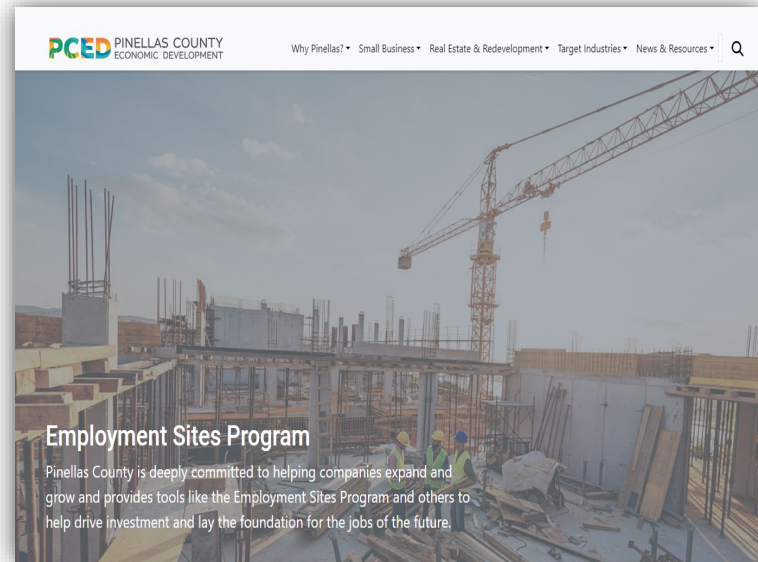 PCED PINELLAS COUNTY
ECONOMIC DEVELOPMENT
Why Pinellas? Small Business Real Estate & Redevelopment Target Industries News & Resources
Employment Sites Program
Pinellas County is deeply committed to helping companies expand and
grow and provides tools like the Employment Sites Program and others to
help drive investment and lay the foundation for the jobs of the future.